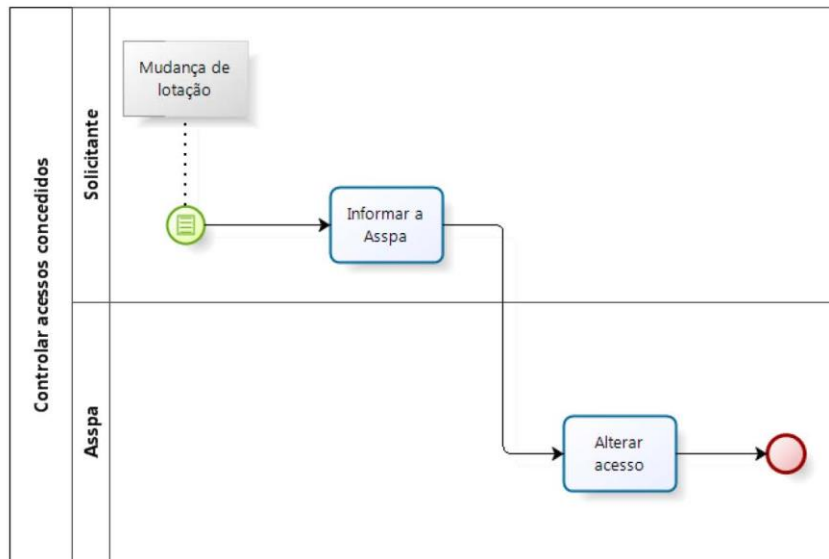 Controlar acessos concedidos
Solicitante
Mudança de
lotação
Informar a
Asspa
Asspa
Alterar
acesso